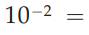 10⁻² =